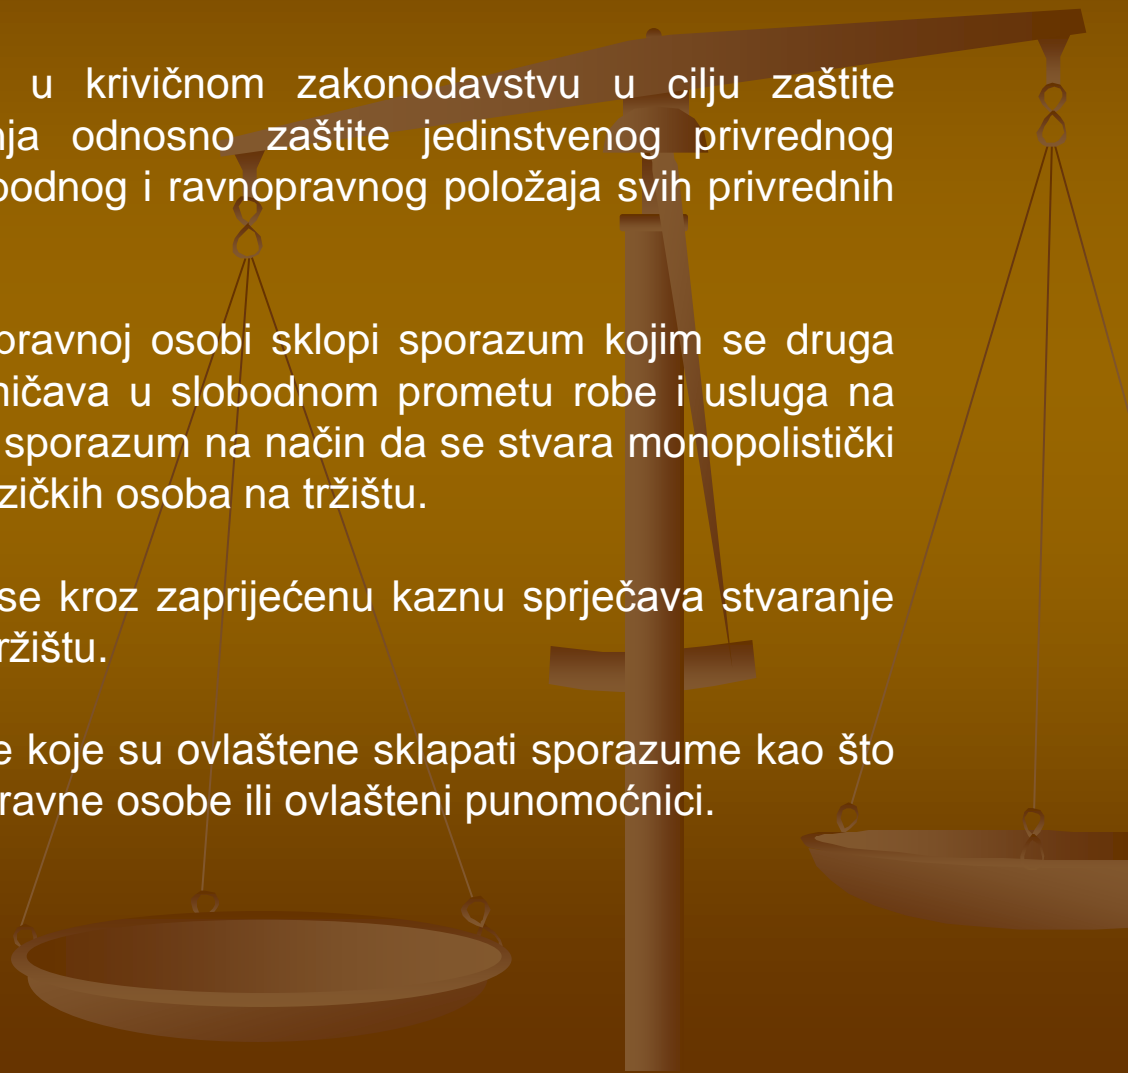 u krivičnom zakonodavstvu u cilju zaštite
nja odnosno zaštite jedinstvenog privrednog
bodnog i ravnopravnog položaja svih privrednih
pravnoj osobi sklopi sporazum kojim se druga
ničava u slobodnom prometu robe i usluga na
sporazum na način da se stvara monopolistički
zičkih osoba na tržištu.
se kroz zaprijećenu kaznu sprječava stvaranje
ržištu.
e koje su ovlaštene sklapati sporazume kao što
ravne osobe ili ovlašteni punomoćnici.